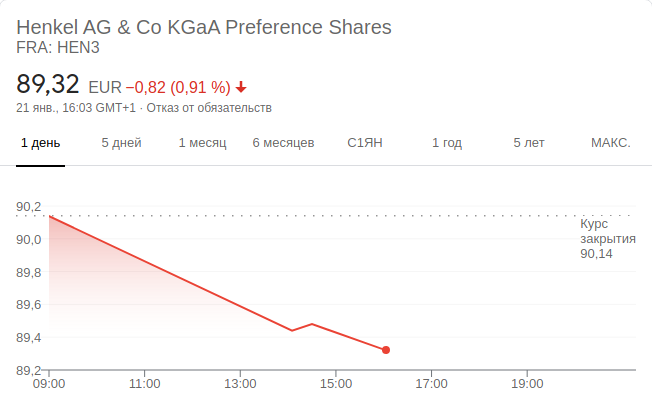 Henkel AG & Co KGaA Preference Shares
FRA: HEN3
89,32 EUR −0,82 (0,91 %)
21 янв., 16:03 GMT+1 · Отказ от обязательств
1 день 5 дней 1 месяц 6 месяцев С1ЯН 1 год 5 лет МАКС.
90,2
Курс
закрытия
90,14
90,0
89,8
89,6
89,4
89,2
09:00 11:00 13:00 15:00 17:00 19:00